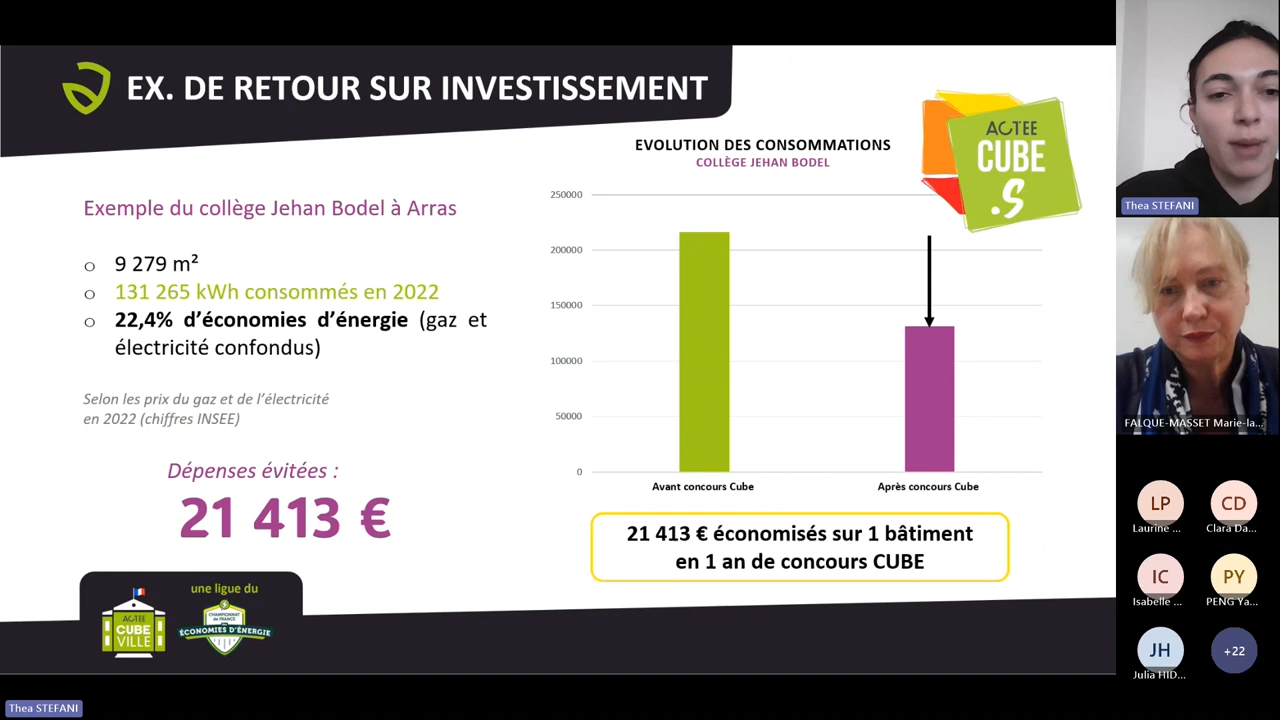 EX. DE RETOUR SUR INVESTISSEMENT
ACTEE
CUBE
.S
EVOLUTION DES CONSOMMATIONS
COLLÈGE JEHAN BODEL
Exemple du collège Jehan Bodel à Arras
o 9 279 m²
o 131 265 kWh consommés en 2022
o 22,4% d’économies d’énergie (gaz et
électricité confondus)
Selon les prix du gaz et de l’électricité
en 2022 (chiffres INSEE)
Dépenses évitées :
21 413 €
250000
200000
150000
100000
50000
0
Avant concours Cube
Après concours Cube
21 413 € économisés sur 1 bâtiment
en 1 an de concours CUBE
ACTEE
CUBE
VILLE
une ligue du
CHAMPIONNAT
de FRANCE
ÉCONOMIES D'ÉNERGIE
Thea STEFANI
FALQUE-MASSET Marie-la...
LP
Laurine ...
CD
Clara Da...
IC
Isabelle ...
PY
PENG Ya...
JH
Julia HID...
+22
Thea STEFANI